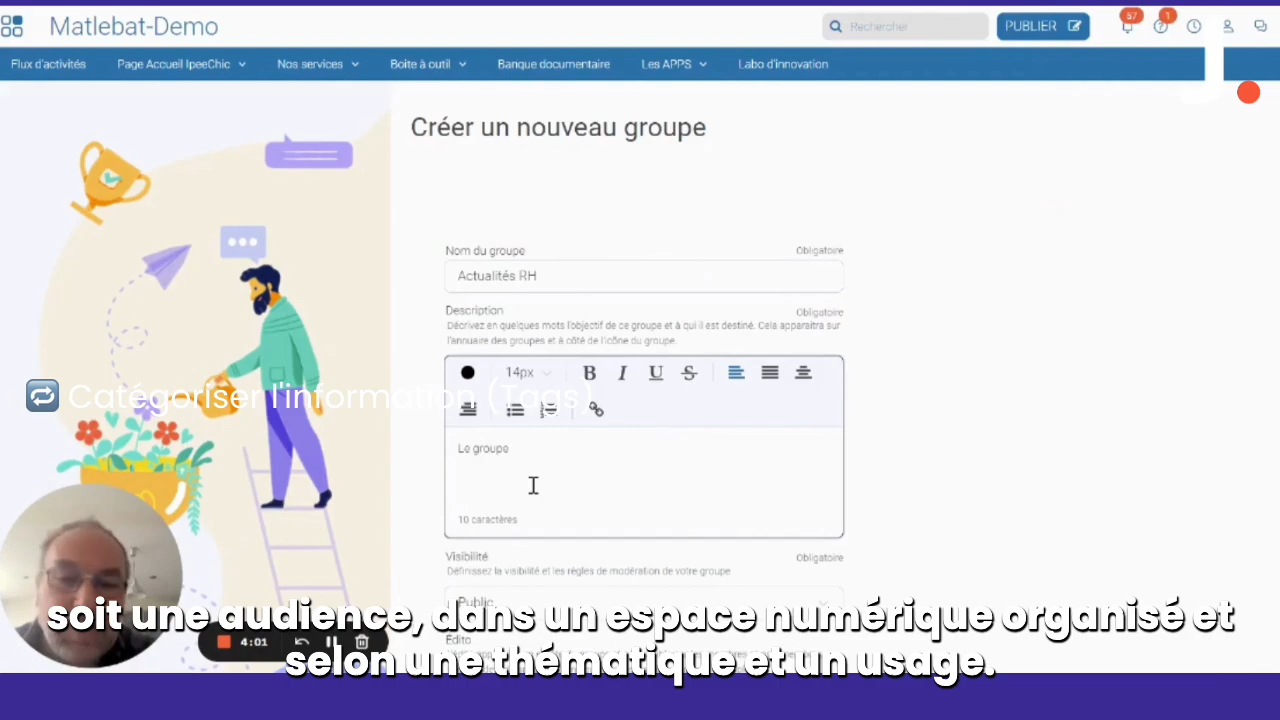 Matlebat-Demo
Rechercher
PUBLIER
57
1
Flux d'activités
Page Accueil IpeeChic
Nos services
Boite à outil
Banque documentaire
Les APPS
Labo d'innovation
Créer un nouveau groupe
Nom du groupe
Obligatoire
Actualités RH
Description
Obligatoire
Décrivez en quelques mots l'objectif de ce groupe et à qui il est destiné. Cela apparaitra sur
l'annuaire des groupes et à côté de l'icône du groupe.
14px
B I U S
Catégoriser l'information (Tags)
Le groupe
10 caractères
Visibilité
Obligatoire
Définissez la visibilité et les règles de modération de votre groupe
Public
soit une audience, dans un espace numérique organisé et
4:01
Édito
selon une thématique et un usage.